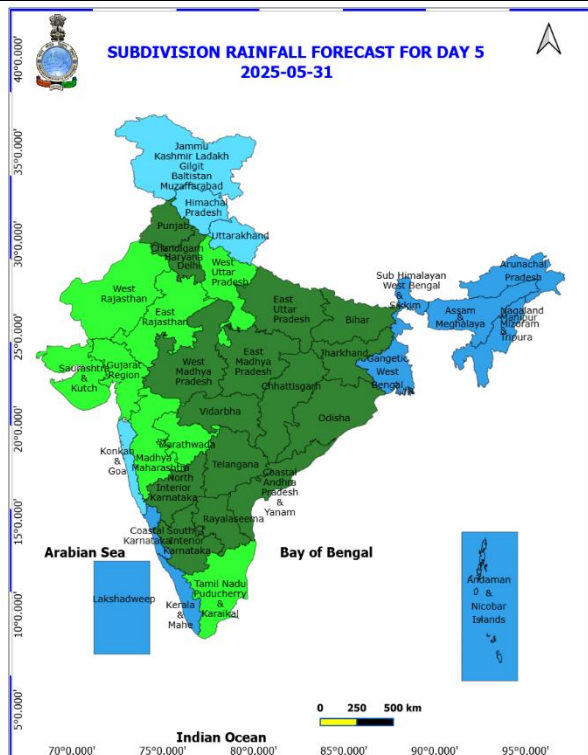 SUBDIVISION RAINFALL FORECAST FOR DAY 5
2025-05-31
40°0.000'
35°0.000'
30°0.000'
25°0.000'
20°0.000'
15°0.000'
10°0.000'
5°0.000'
Jammu
Kashmir Ladakh
Gilgit
Baltistan
Muzaffarabad
Himachal
Pradesh
Punjab
Uttarakhand
Chandigarh
Haryana
Delhi
West
Uttar Pradesh
West
Rajasthan
East
Rajasthan
East
Uttar
Pradesh
Bihar
Sub Himalayan
West Bengal
&
Sikkim
Arunachal
Pradesh
Assam
&
Meghalaya
Nagaland
Manipur
Mizoram
&
Tripura
Saurashtra
&
Kutch
Gujarat
Region
West
Madhya
Pradesh
East
Madhya
Pradesh
Jharkhand
Gangetic
West
Bengal
Chhattisgarh
Vidarbha
Odisha
Konkan
&
Goa
Madhya
Maharashtra
Marathwada
Telangana
North
Interior
Karnataka
Coastal
Andhra
Pradesh
&
Yanam
Rayalaseema
Coastal
Karnataka
South
Interior
Karnataka
Arabian Sea
Bay of Bengal
Lakshadweep
Kerala
&
Mahe
Tamil Nadu
Puducherry
&
Karaikal
Andaman
&
Nicobar
Islands
0 250 500 km
Indian Ocean
70°0.000' 75°0.000' 80°0.000' 85°0.000' 90°0.000' 95°0.000'